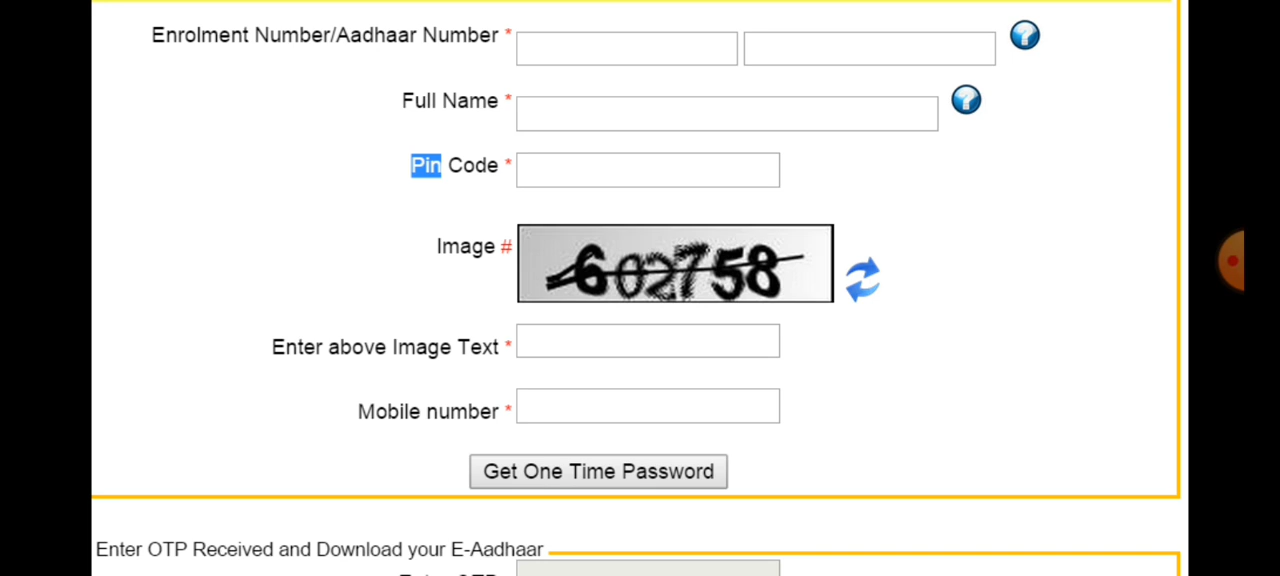 Enrolment Number/Aadhaar Number *
Full Name *
Pin Code *
Image #
602758
Enter above Image Text *
Mobile number *
Get One Time Password
Enter OTP Received and Download your E-Aadhaar